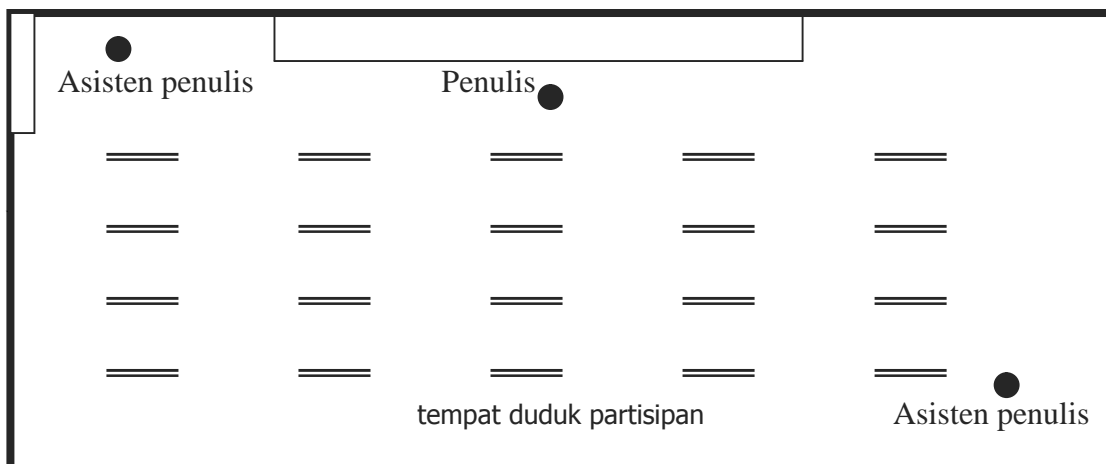 Asisten penulis
Penulis
tempat duduk partisipan
Asisten penulis